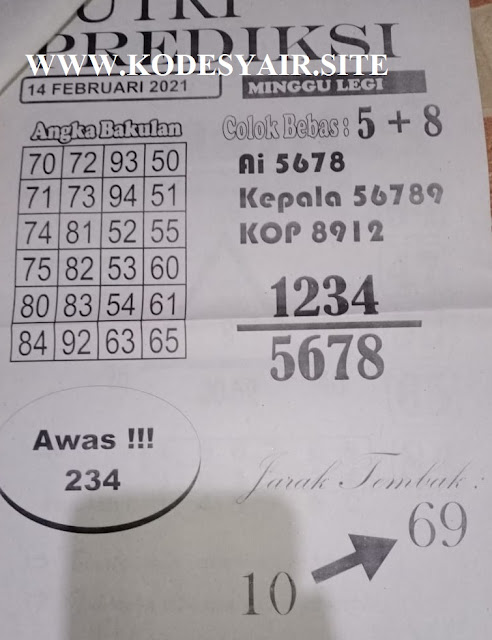 PUTRI
PREDIKSI
WWW.KODESYAIR.SITE
14 FEBRUARI 2021
MINGGU LEGI
Angka Bakulan
70 72 93 50
71 73 94 51
74 81 52 55
75 82 53 60
80 83 54 61
84 92 63 65
Colok Bebas : 5 + 8
Ai 5678
Kepala 56789
KOP 8912
1234
5678
Awas !!!
234
Jarak Tembak :
10
69